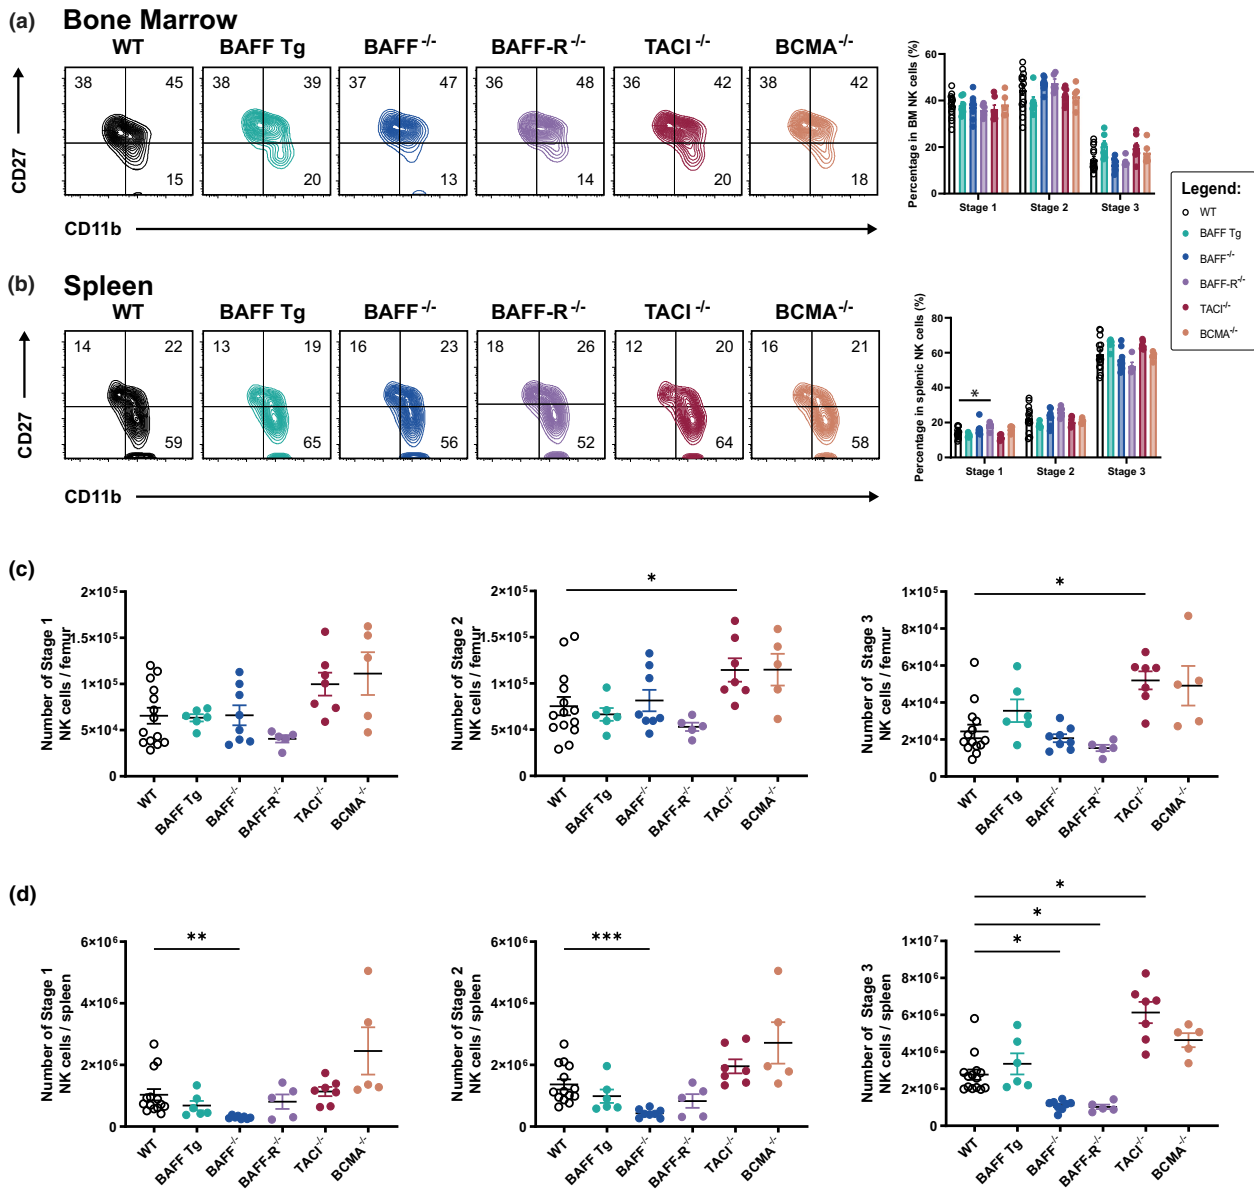 (a) Bone Marrow
WT BAFF Tg BAFF -/- BAFF-R -/- TACI -/- BCMA -/-
38 45 38 39 37 47 36 48 36 42 38 42
15 20 13 14 20 18
CD27
CD11b
Percentage in BM NK cells (%)
60
40
20
0
Stage 1 Stage 2 Stage 3
Legend:
WT
BAFF Tg
BAFF-/-
BAFF-R-/-
TACI-/-
BCMA-/-
(b) Spleen
WT BAFF Tg BAFF -/- BAFF-R -/- TACI -/- BCMA -/-
14 22 13 19 16 23 18 26 12 20 16 21
59 65 56 52 64 58
CD27
CD11b
Percentage in splenic NK cells (%)
80
60
40
20
0
*
Stage 1 Stage 2 Stage 3
(c)
Number of Stage 1
NK cells / femur
2×10⁵
1.5×10⁵
1×10⁵
5×10⁴
0
WT BAFF Tg BAFF-/- BAFF-R-/- TACI-/- BCMA-/-
Number of Stage 2
NK cells / femur
2×10⁵
1.5×10⁵
1×10⁵
5×10⁴
0
*
WT BAFF Tg BAFF-/- BAFF-R-/- TACI-/- BCMA-/-
Number of Stage 3
NK cells / femur
1×10⁵
8×10⁴
6×10⁴
4×10⁴
2×10⁴
0
*
WT BAFF Tg BAFF-/- BAFF-R-/- TACI-/- BCMA-/-
(d)
Number of Stage 1
NK cells / spleen
6×10⁶
4×10⁶
2×10⁶
0
**
WT BAFF Tg BAFF-/- BAFF-R-/- TACI-/- BCMA-/-
Number of Stage 2
NK cells / spleen
6×10⁶
4×10⁶
2×10⁶
0
***
WT BAFF Tg BAFF-/- BAFF-R-/- TACI-/- BCMA-/-
Number of Stage 3
NK cells / spleen
1×10⁷
8×10⁶
6×10⁶
4×10⁶
2×10⁶
0
*
*
*
WT BAFF Tg BAFF-/- BAFF-R-/- TACI-/- BCMA-/-